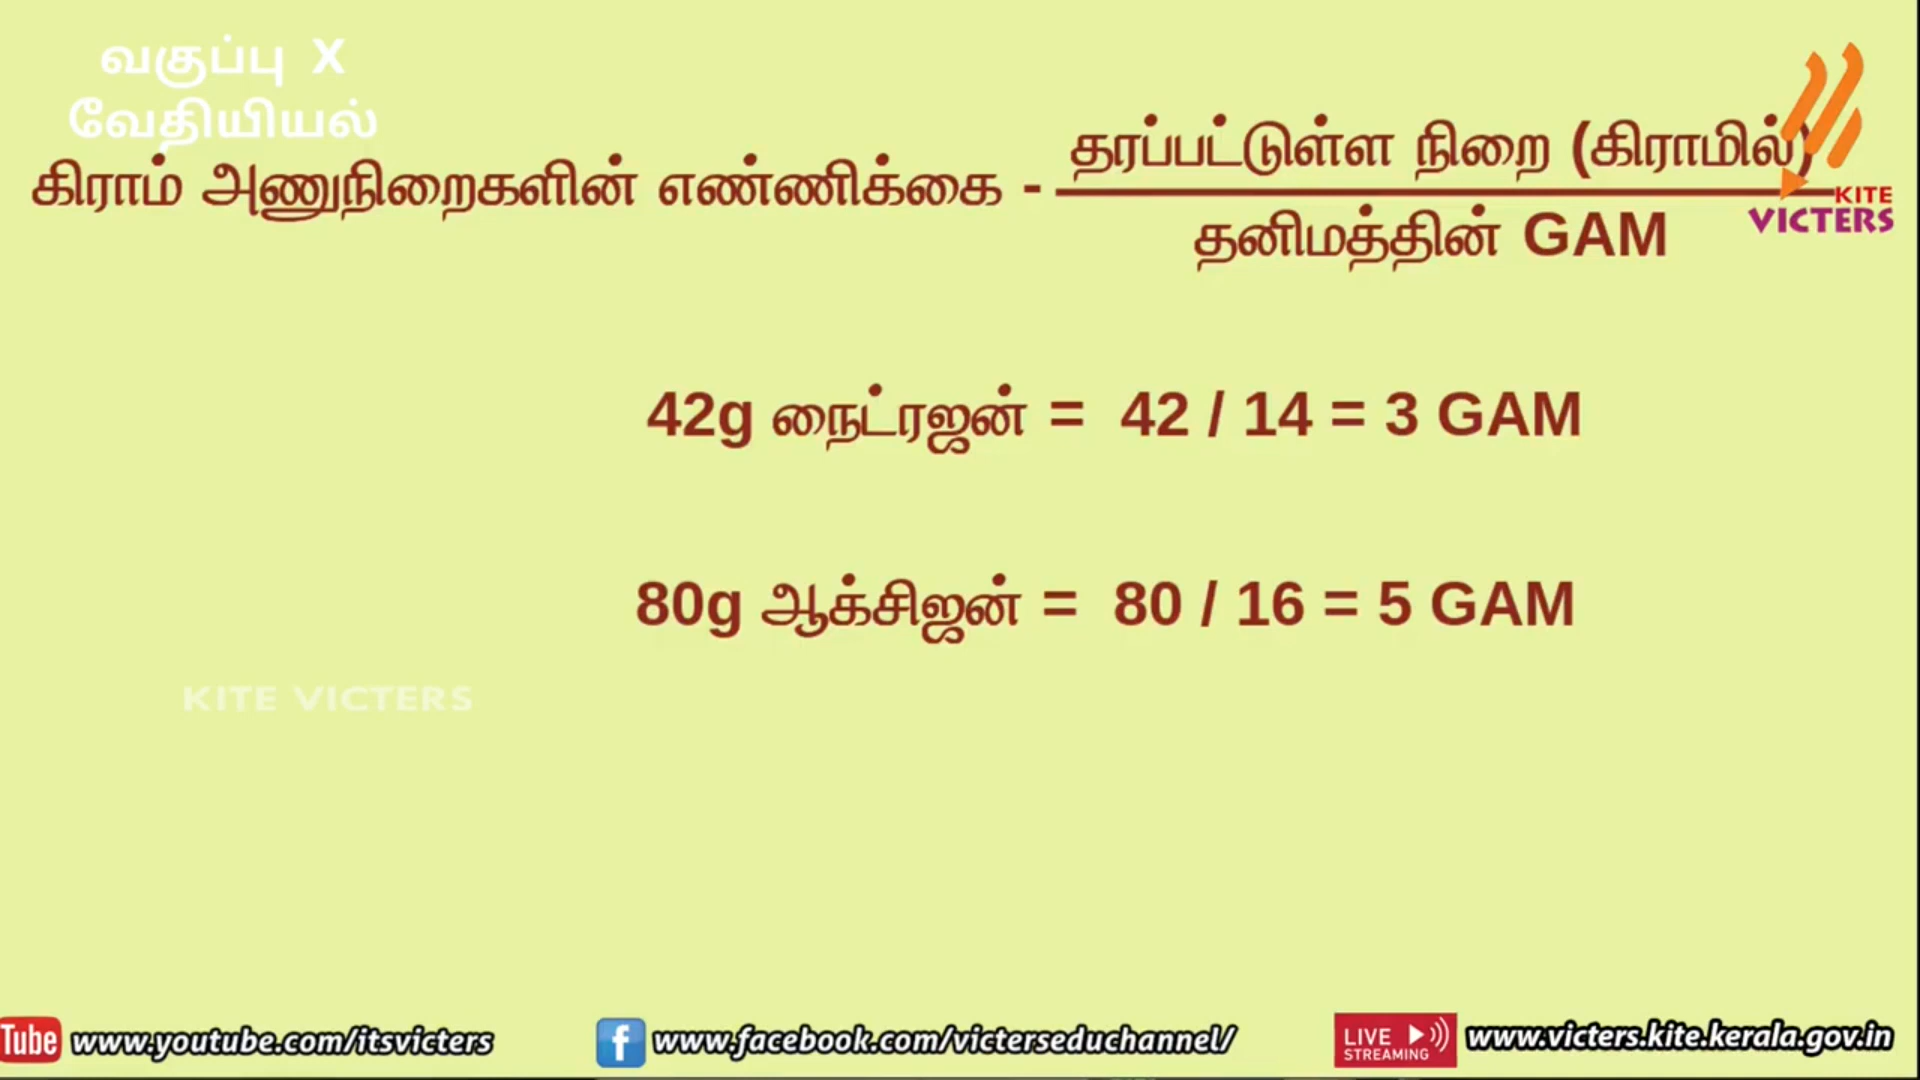 வகுப்பு X
வேதியியல்
கிராம் அணுநிறைகளின் எண்ணிக்கை - தரப்பட்டுள்ள நிறை (கிராமில்)
தனிமத்தின் GAM
KITE
VICTERS
42g நைட்ரஜன் = 42 / 14 = 3 GAM
80g ஆக்சிஜன் = 80 / 16 = 5 GAM
KITE VICTERS
Tube www.youtube.com/itsvicters
f www.facebook.com/victerseduchannel/
LIVE
STREAMING
www.victers.kite.kerala.gov.in